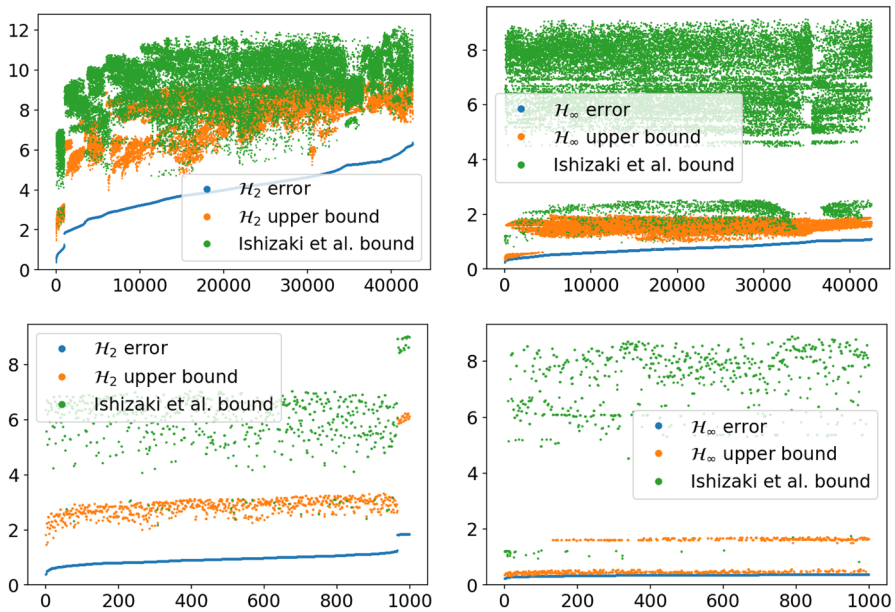 12
10
8
6
4
2
0
ℋ₂ error
ℋ₂ upper bound
Ishizaki et al. bound
0 10000 20000 30000 40000
8
6
4
2
0
ℋ∞ error
ℋ∞ upper bound
Ishizaki et al. bound
0 10000 20000 30000 40000
8
6
4
2
0
ℋ₂ error
ℋ₂ upper bound
Ishizaki et al. bound
0 200 400 600 800 1000
8
6
4
2
0
ℋ∞ error
ℋ∞ upper bound
Ishizaki et al. bound
0 200 400 600 800 1000